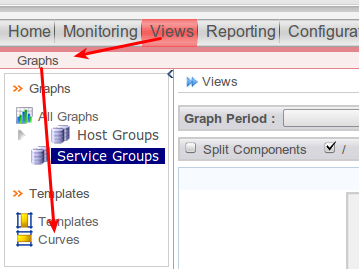 Home Monitoring Views Reporting Configura
Graphs
Graphs
All Graphs
Host Groups
Service Groups
Templates
Templates
Curves
Views
Graph Period :
Split Components /